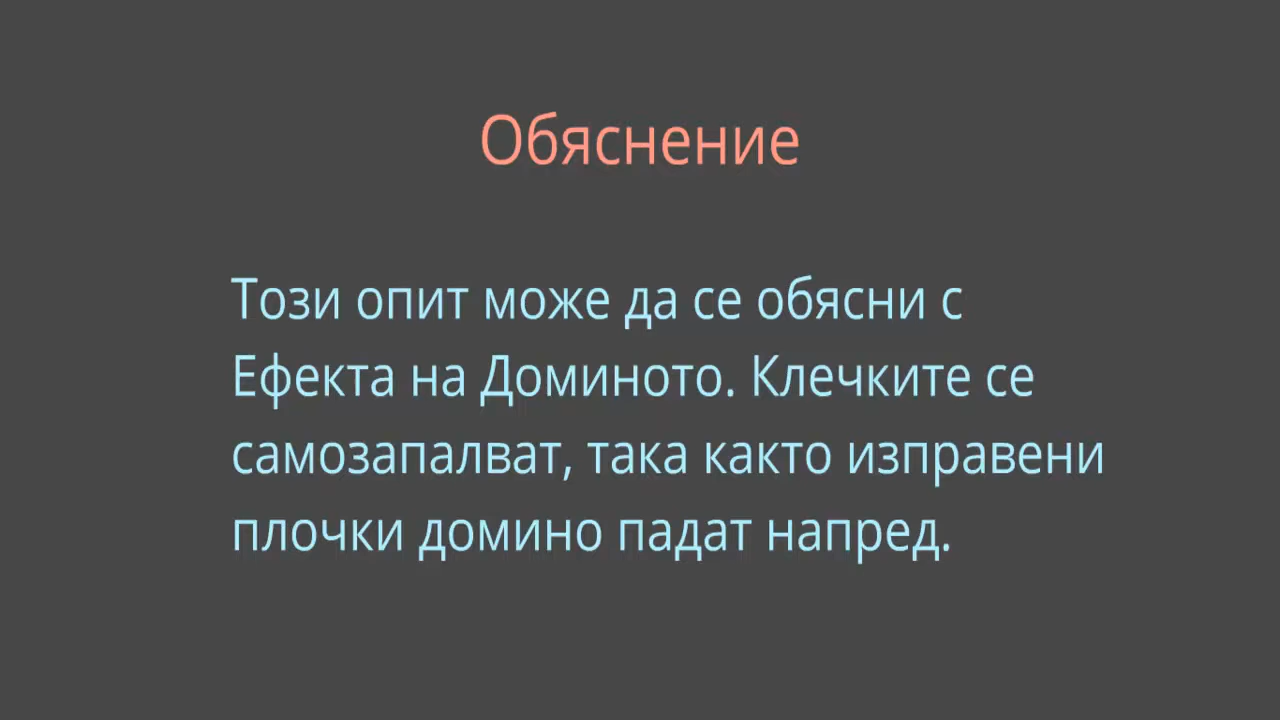 Обяснение
Този опит може да се обясни с
Ефекта на Доминото. Клечките се
самозапалват, така както изправени
плочки домино падат напред.